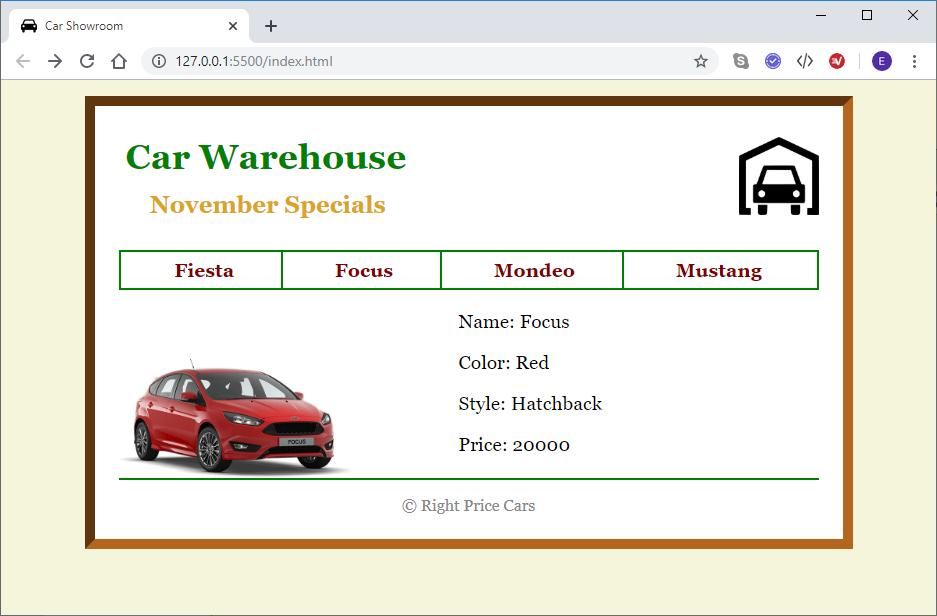 Car Showroom
127.0.0.1:5500/index.html
E
Car Warehouse
November Specials
Fiesta Focus Mondeo Mustang
Name: Focus
Color: Red
Style: Hatchback
Price: 20000
FOCUS
© Right Price Cars